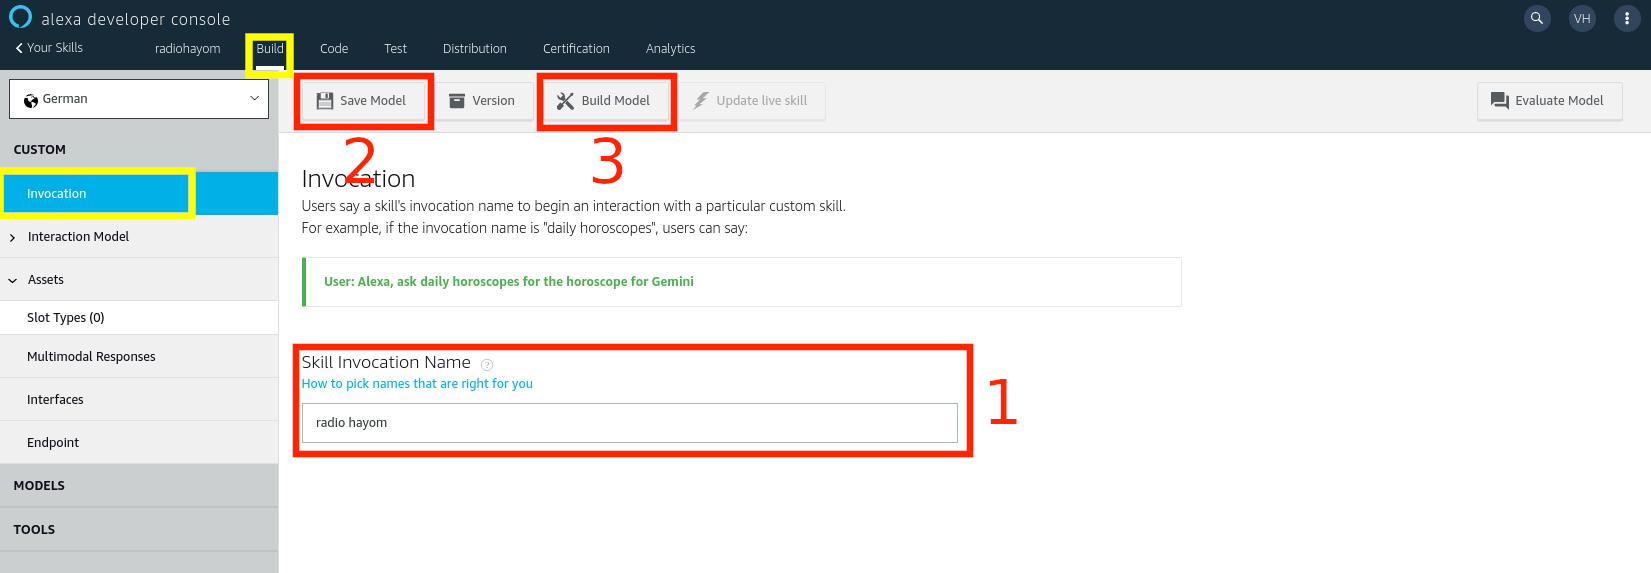 alexa developer console
VH
Your Skills
radiohayom
Build
Code
Test
Distribution
Certification
Analytics
German
Save Model
Version
Build Model
Update live skill
Evaluate Model
2
3
CUSTOM
Invocation
Interaction Model
Assets
Slot Types (0)
Multimodal Responses
Interfaces
Endpoint
MODELS
TOOLS
Invocation
Users say a skill's invocation name to begin an interaction with a particular custom skill.
For example, if the invocation name is "daily horoscopes", users can say:
User: Alexa, ask daily horoscopes for the horoscope for Gemini
Skill Invocation Name ?
How to pick names that are right for you
radio hayom
1